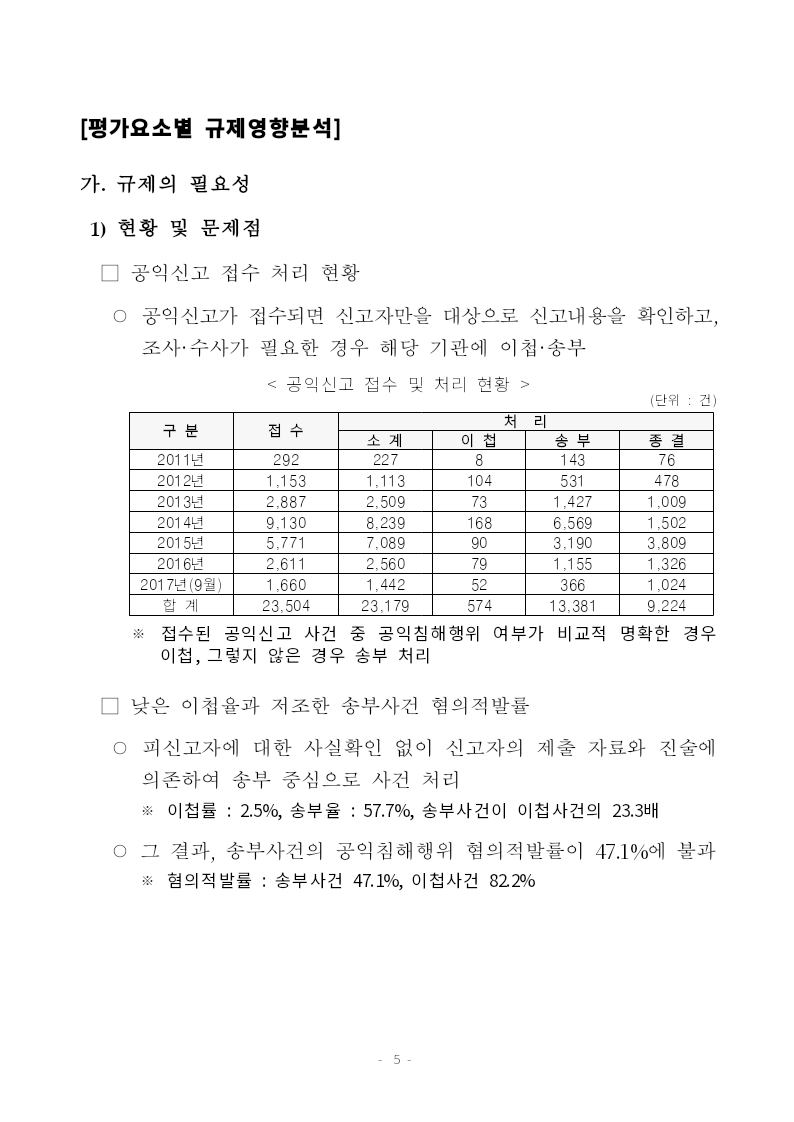 [평가요소별 규제영향분석]
가. 규제의 필요성
1) 현황 및 문제점
□ 공익신고 접수 처리 현황
○ 공익신고가 접수되면 신고자만을 대상으로 신고내용을 확인하고,
조사·수사가 필요한 경우 해당 기관에 이첩·송부
< 공익신고 접수 및 처리 현황 >
(단위 : 건)
구 분 접 수 처 리
소 계 이 첩 송 부 종 결
2011년 292 227 8 143 76
2012년 1,153 1,113 104 531 478
2013년 2,887 2,509 73 1,427 1,009
2014년 9,130 8,239 168 6,569 1,502
2015년 5,771 7,089 90 3,190 3,809
2016년 2,611 2,560 79 1,155 1,326
2017년(9월) 1,660 1,442 52 366 1,024
합 계 23,504 23,179 574 13,381 9,224
※ 접수된 공익신고 사건 중 공익침해행위 여부가 비교적 명확한 경우
이첩, 그렇지 않은 경우 송부 처리
□ 낮은 이첩율과 저조한 송부사건 혐의적발률
○ 피신고자에 대한 사실확인 없이 신고자의 제출 자료와 진술에
의존하여 송부 중심으로 사건 처리
※ 이첩률 : 2.5%, 송부율 : 57.7%, 송부사건이 이첩사건의 23.3배
○ 그 결과, 송부사건의 공익침해행위 혐의적발률이 47.1%에 불과
※ 혐의적발률 : 송부사건 47.1%, 이첩사건 82.2%
- 5 -